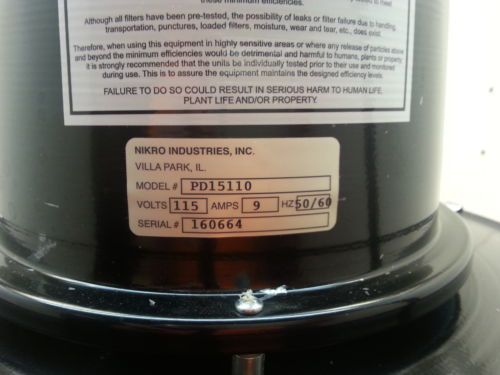 these minimum efficiencies.
Although all filters have been pre-tested, the possibility of leaks or filter failure due to handling,
transportation, punctures, loaded filters, moisture, wear and tear, etc., does exist.
Therefore, when using this equipment in highly sensitive areas or where any release of particles above
and beyond the minimum efficiencies would be detrimental and harmful to humans, plants or property
it is strongly recommended that the units be individually tested prior to their use and monitored
during use. This is to assure the equipment maintains the designed efficiency levels.
FAILURE TO DO SO COULD RESULT IN SERIOUS HARM TO HUMAN LIFE,
PLANT LIFE AND/OR PROPERTY.
NIKRO INDUSTRIES, INC.
VILLA PARK, IL.
MODEL # PD15110
VOLTS 115 AMPS 9 HZ 50/60
SERIAL # 160664